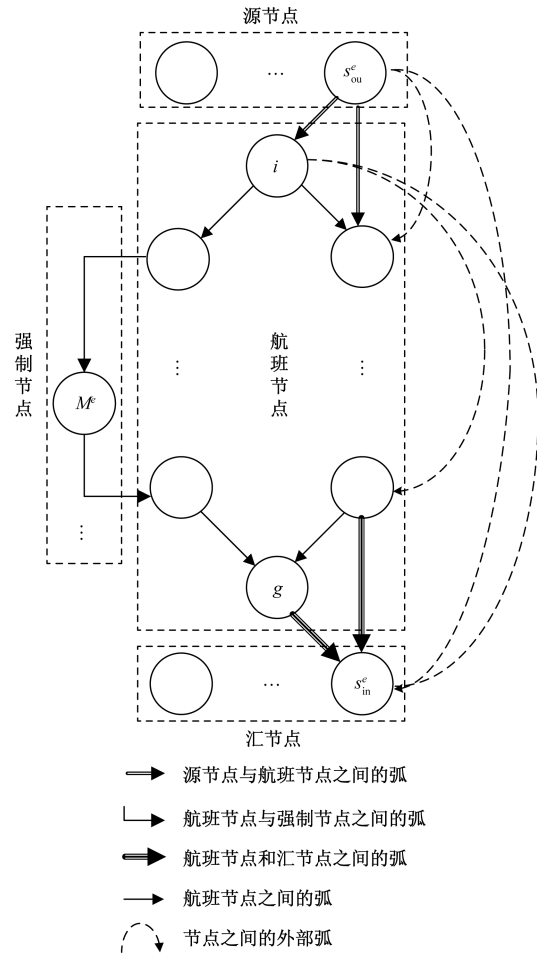 源节点
… s^e_ou
i
强制节点
航班节点
⋮ ⋮
M^e
⋮
g
… s^e_in
汇节点
源节点与航班节点之间的弧
航班节点与强制节点之间的弧
航班节点和汇节点之间的弧
航班节点之间的弧
节点之间的外部弧